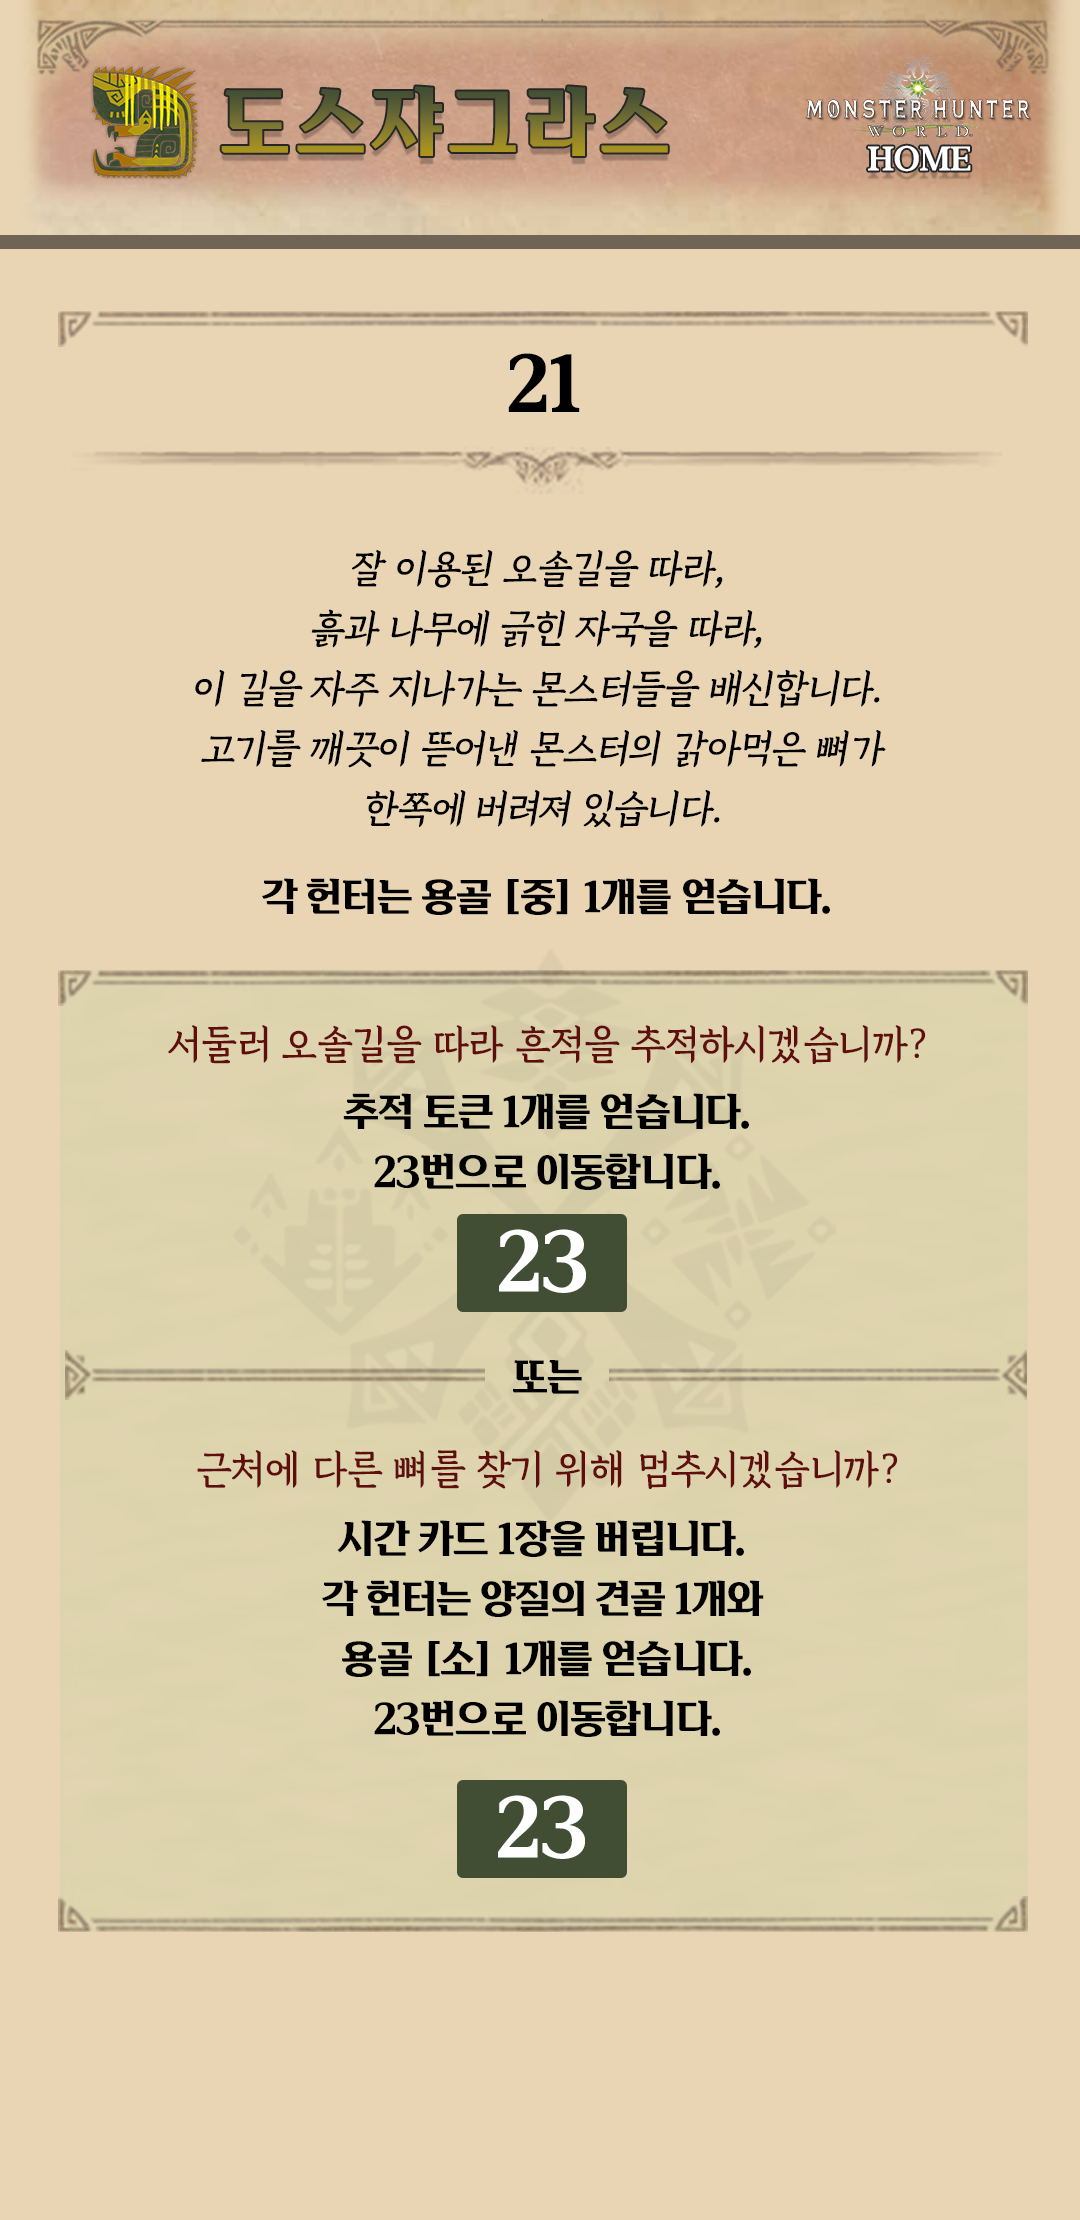 도스쟈그라스
MONSTER HUNTER
WORLD
HOME
21
잘 이용된 오솔길을 따라,
흙과 나무에 긁힌 자국을 따라,
이 길을 자주 지나가는 몬스터들을 배신합니다.
고기를 깨끗이 뜯어낸 몬스터의 갉아먹은 뼈가
한쪽에 버려져 있습니다.
각 헌터는 용골 [중] 1개를 얻습니다.
서둘러 오솔길을 따라 흔적을 추적하시겠습니까?
추적 토큰 1개를 얻습니다.
23번으로 이동합니다.
23
또는
근처에 다른 뼈를 찾기 위해 멈추시겠습니까?
시간 카드 1장을 버립니다.
각 헌터는 양질의 견골 1개와
용골 [소] 1개를 얻습니다.
23번으로 이동합니다.
23